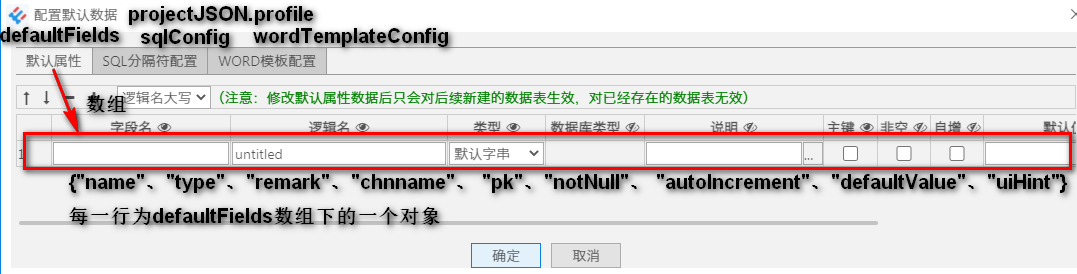 配置默认数据 projectJSON.profile
defaultFields sqlConfig wordTemplateConfig
默认属性 SQL分隔符配置 WORD模板配置
数组 逻辑名大写 (注意：修改默认属性数据后只会对后续新建的数据表生效，对已经存在的数据表无效)
字段名 逻辑名 类型 数据库类型 说明 主键 非空 自增
1 untitled 默认字串 ...
{"name"、"type"、"remark"、"chnname"、 "pk"、"notNull"、 "autoIncrement"、"defaultValue"、"uiHint"}
每一行为defaultFields数组下的一个对象
确定 取消